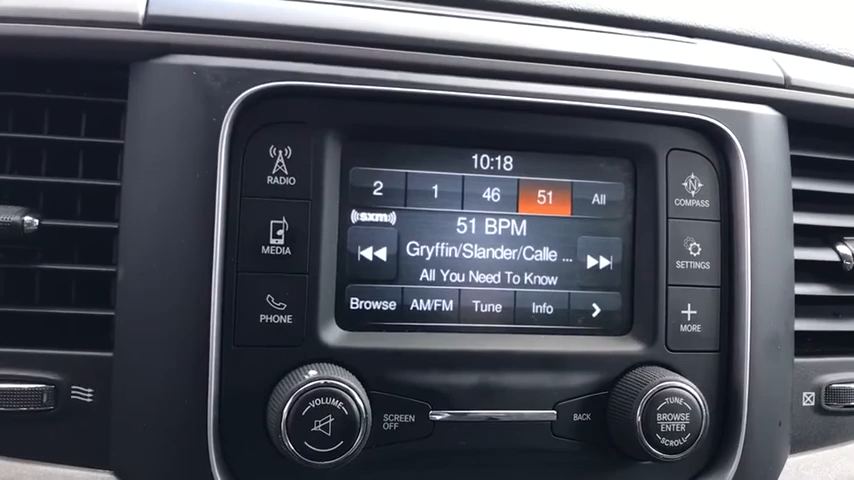 10:18
2 1 46 51 All
((sxm))
51 BPM
Gryffin/Slander/Calle ...
All You Need To Know
Browse AM/FM Tune Info
RADIO
MEDIA
PHONE
COMPASS
SETTINGS
MORE
VOLUME
SCREEN
OFF
BACK
TUNE
BROWSE
ENTER
SCROLL